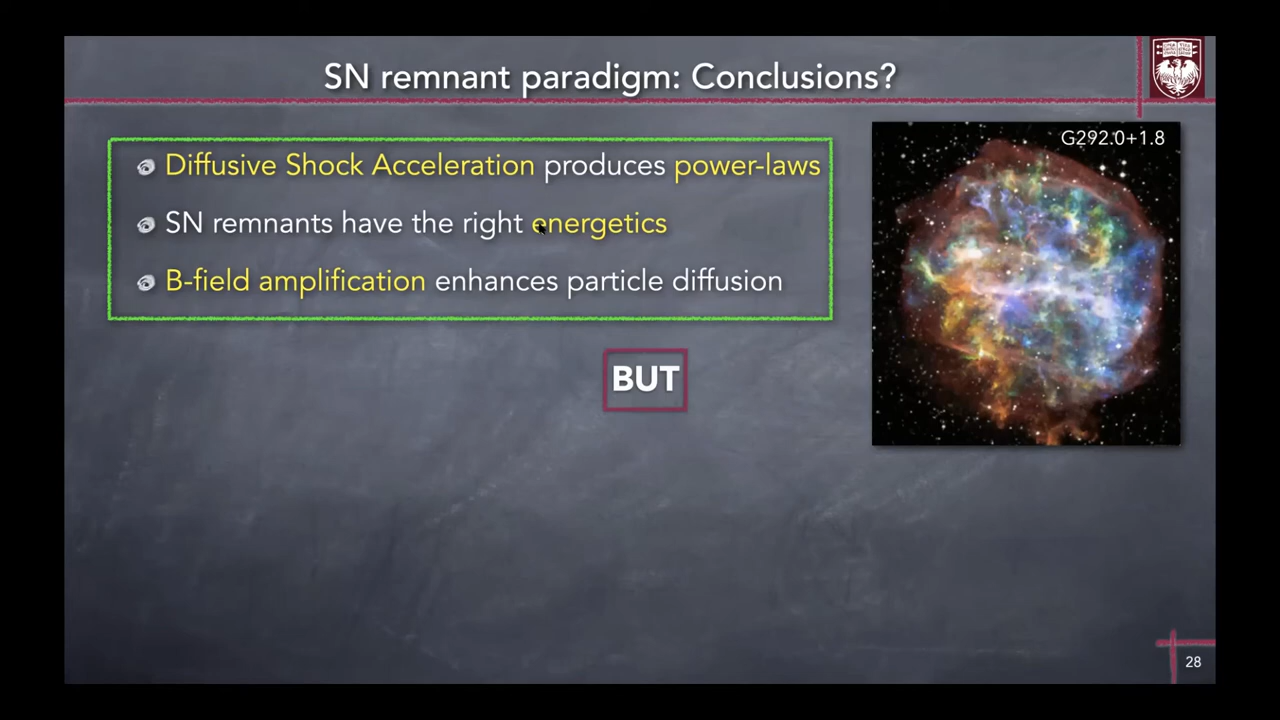 SN remnant paradigm: Conclusions?
G292.0+1.8
Diffusive Shock Acceleration produces power-laws
SN remnants have the right energetics
B-field amplification enhances particle diffusion
BUT
28